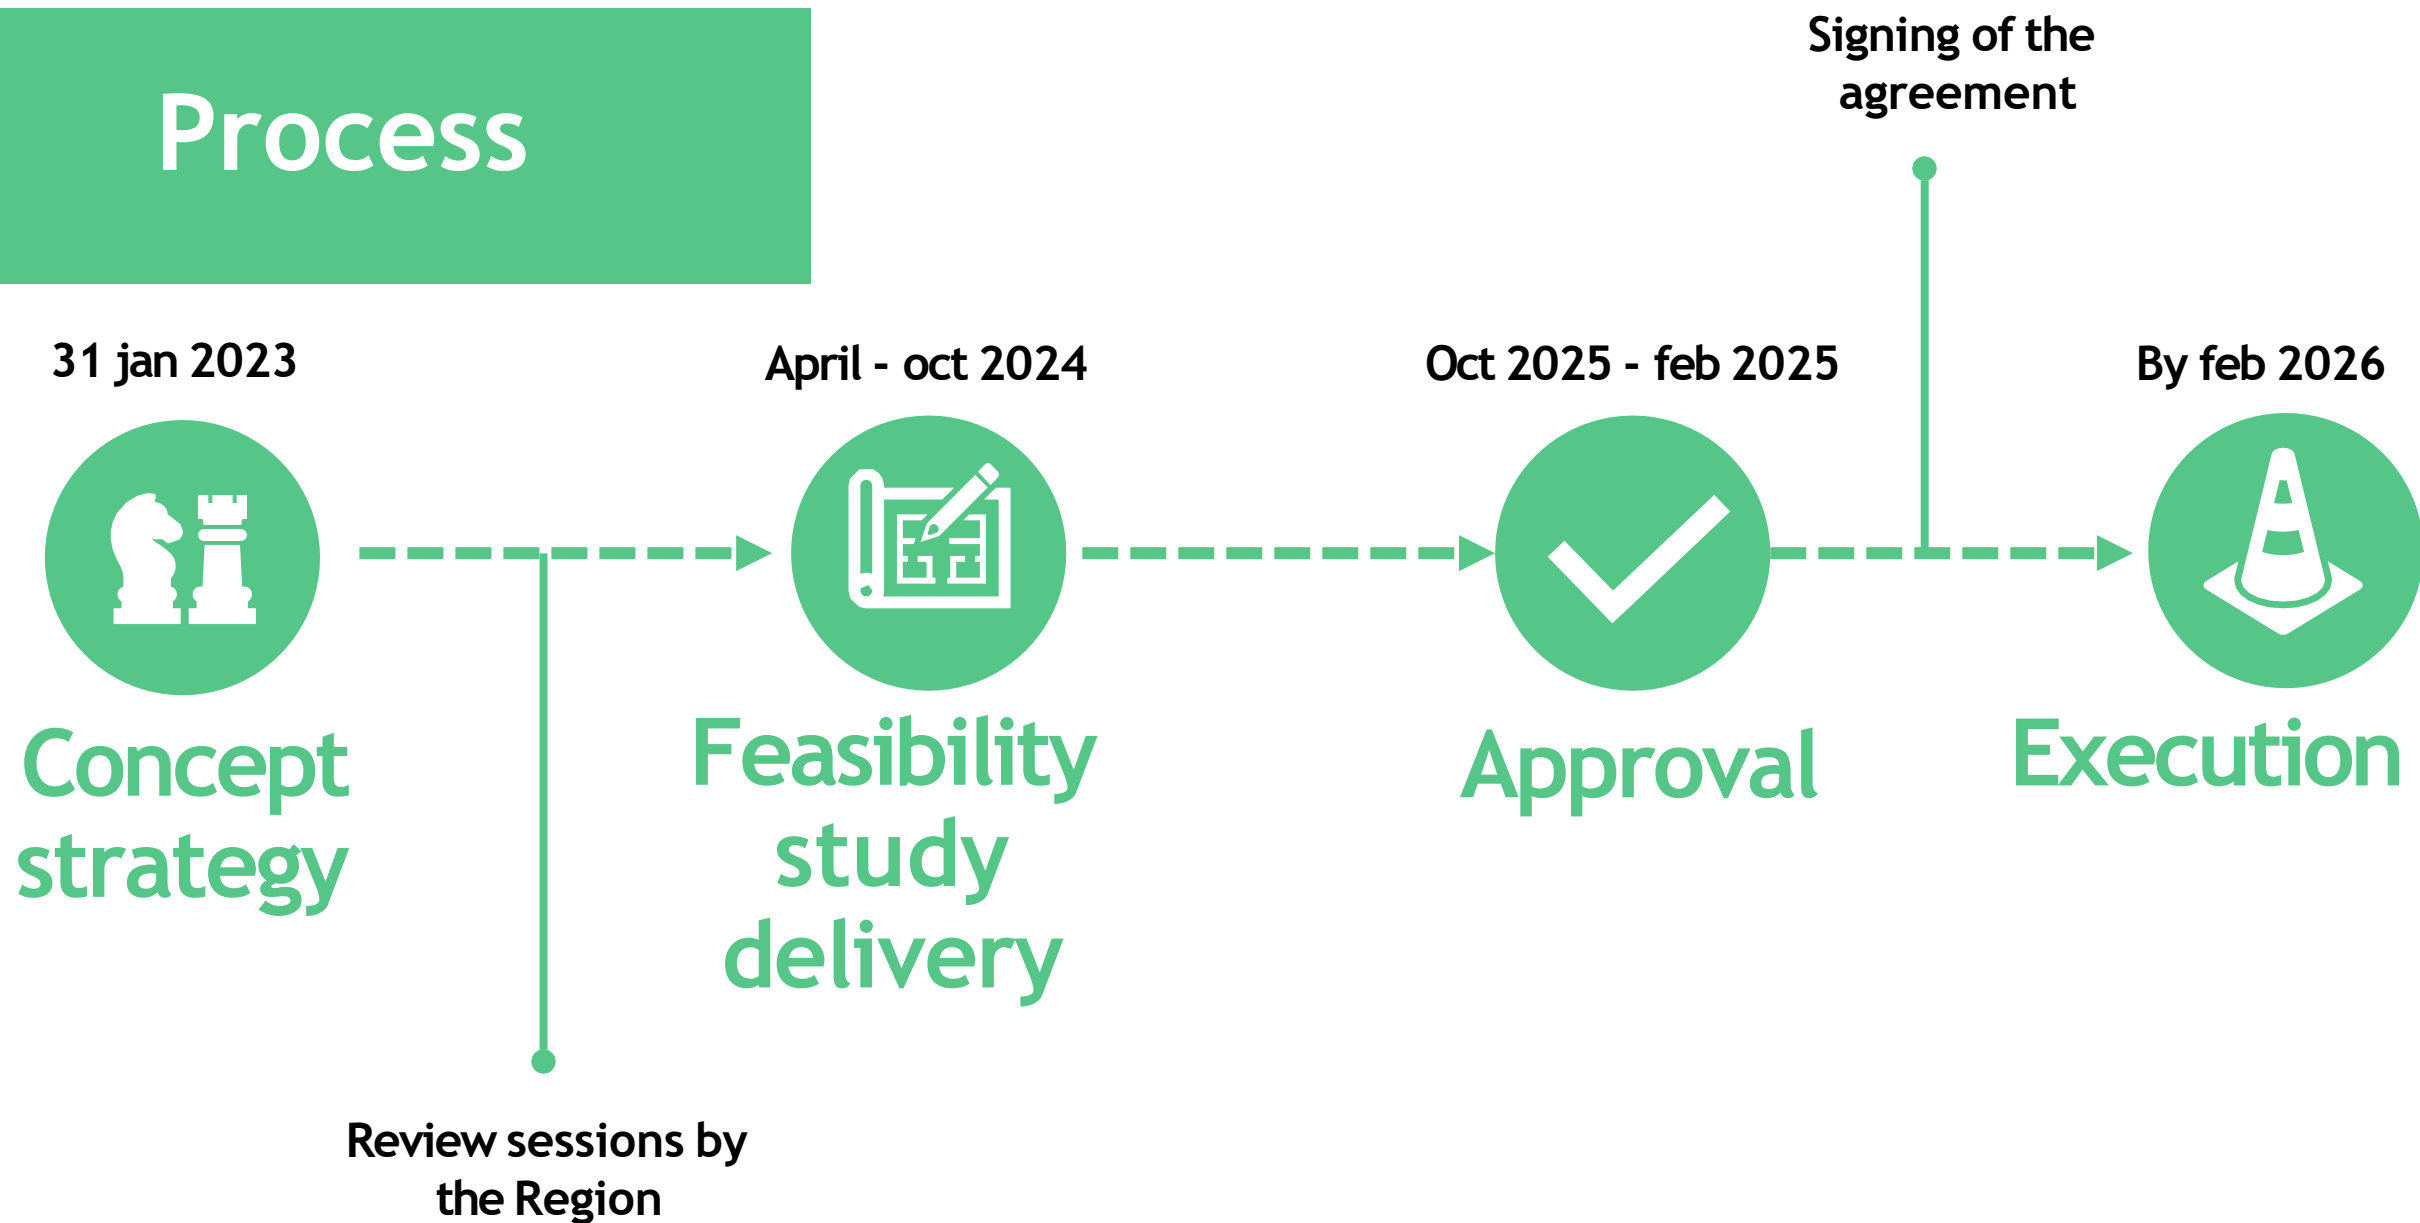 Process
Signing of the
agreement
31 jan 2023
April - oct 2024
Oct 2025 - feb 2025
By feb 2026
Concept
strategy
Feasibility
study
delivery
Approval
Execution
Review sessions by
the Region